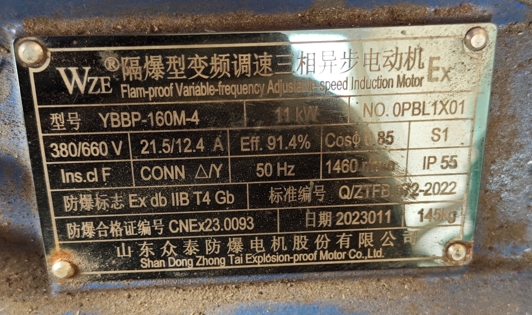 WZE® 隔爆型变频调速三相异步电动机 Ex
Flam-proof Variable-frequency Adjustable-speed Induction Motor
型号 YBBP-160M-4 11 kW NO. 0PBL1X01
380/660 V 21.5/12.4 A Eff. 91.4% Cosφ 0.85 S1
Ins.cl F CONN △/Y 50 Hz 1460 IP 55
防爆标志 Ex db IIB T4 Gb 标准编号
防爆合格证编号 CNEx23.0093 日期 2023011 145kg
山东众泰防爆电机股份有限公司
Shan Dong Zhong Tai Explosion-proof Motor Co.,Ltd.